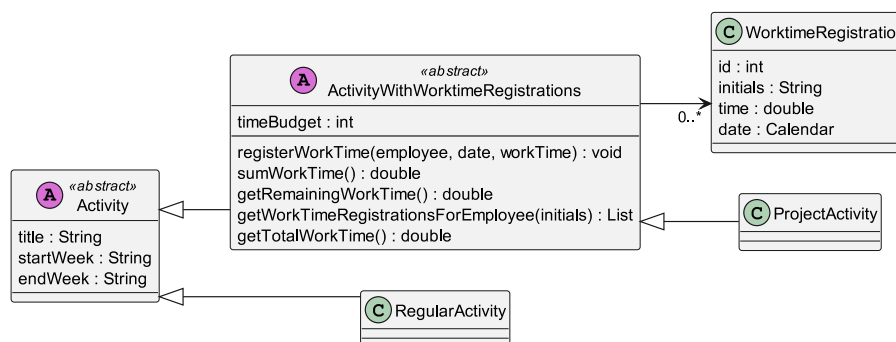 C WorktimeRegistratio
id : int
initials : String
time : double
date : Calendar
A «abstract»
ActivityWithWorktimeRegistrations
timeBudget : int
registerWorkTime(employee, date, workTime) : void
sumWorkTime() : double
getRemainingWorkTime() : double
getWorkTimeRegistrationsForEmployee(initials) : List
getTotalWorkTime() : double
0..*
A «abstract»
Activity
title : String
startWeek : String
endWeek : String
C ProjectActivity
C RegularActivity